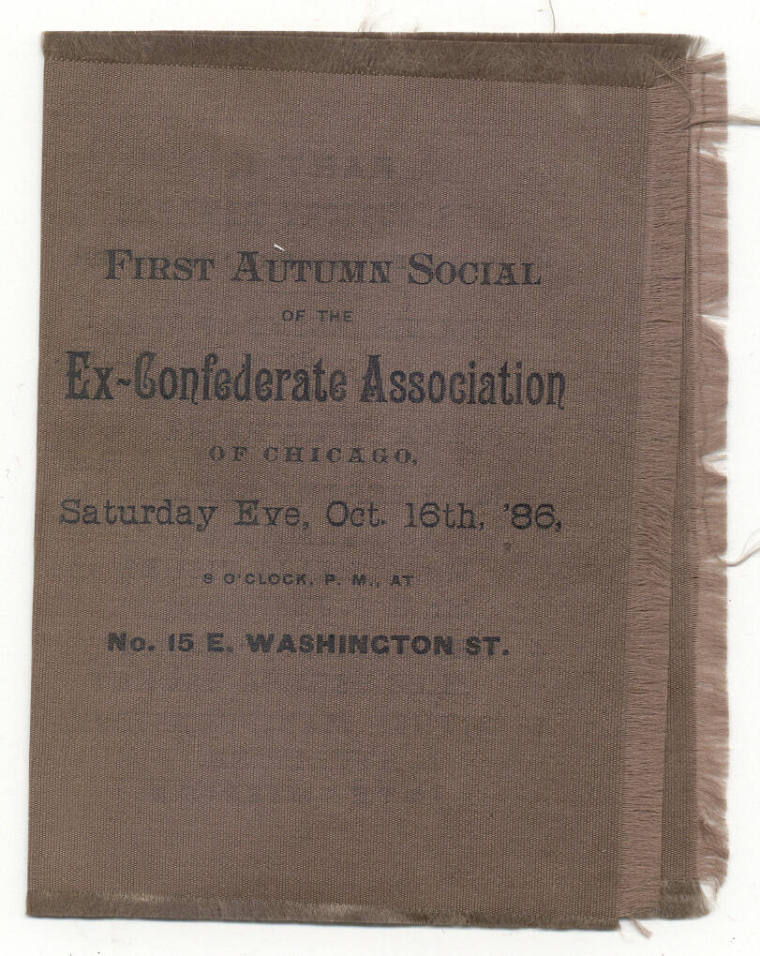 FIRST AUTUMN SOCIAL
OF THE
Ex-Confederate Association
OF CHICAGO,
Saturday Eve, Oct. 16th, '86,
8 O'CLOCK, P. M., AT
No. 15 E. WASHINGTON ST.